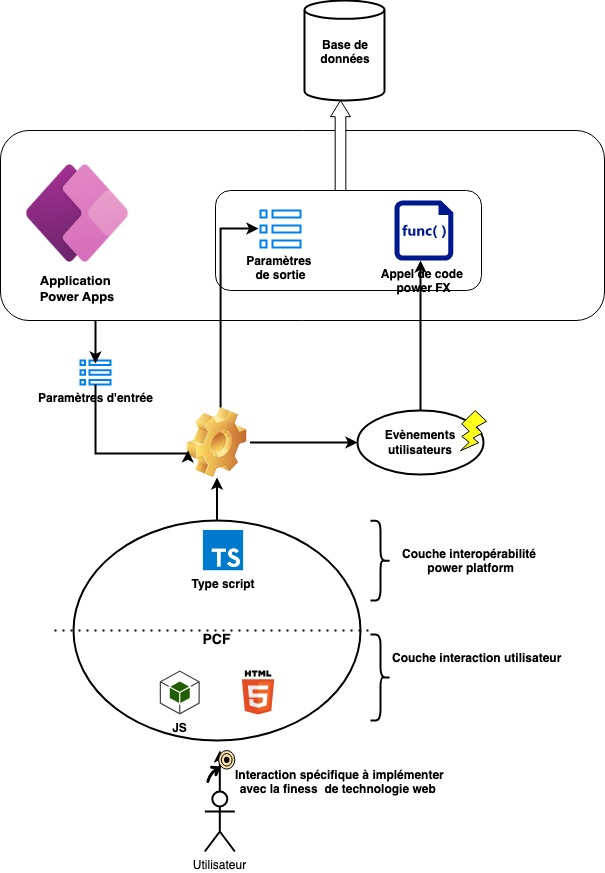 Base de
données
Application
Power Apps
Paramètres
de sortie
func( )
Appel de code
power FX
Paramètres d'entrée
Evènements
utilisateurs
TS
Type script
Couche interopérabilité
power platform
PCF
Couche interaction utilisateur
JS
HTML
5
Interaction spécifique à implémenter
avec la finess de technologie web
Utilisateur